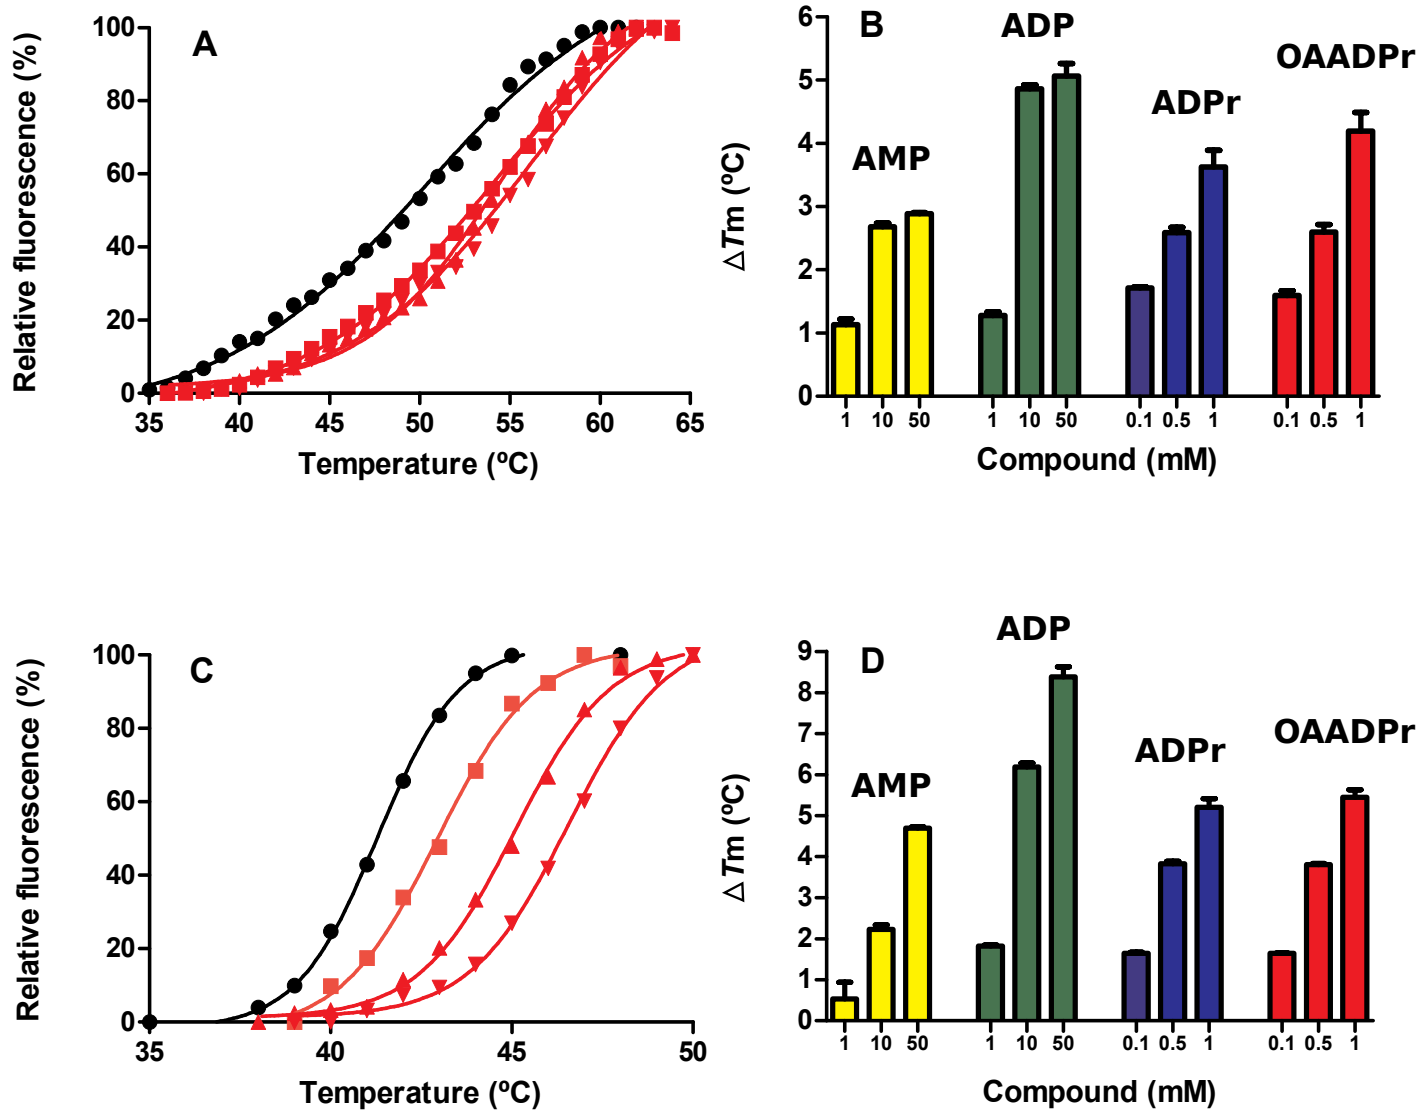 A
Relative fluorescence (%)
100
80
60
40
20
0
35 40 45 50 55 60 65
Temperature (ºC)
B
AMP
ADP
ADPr
OAADPr
△Tm (ºC)
6
5
4
3
2
1
0
1 10 50 1 10 50 0.1 0.5 1 0.1 0.5 1
Compound (mM)
C
Relative fluorescence (%)
100
80
60
40
20
0
35 40 45 50
Temperature (ºC)
D
AMP
ADP
ADPr
OAADPr
△Tm (ºC)
9
8
7
6
5
4
3
2
1
0
1 10 50 1 10 50 0.1 0.5 1 0.1 0.5 1
Compound (mM)